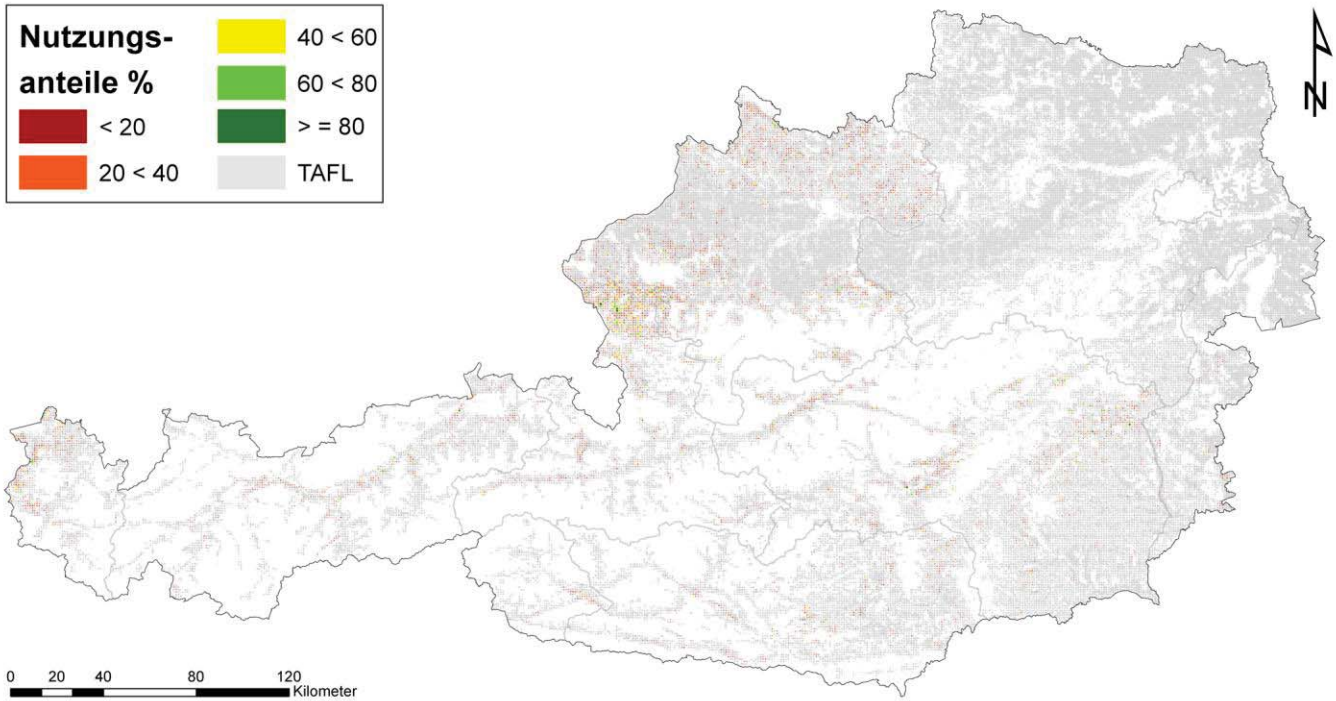 Nutzungs-
anteile %
< 20
20 < 40
40 < 60
60 < 80
> = 80
TAFL
N
0 20 40 80 120
Kilometer